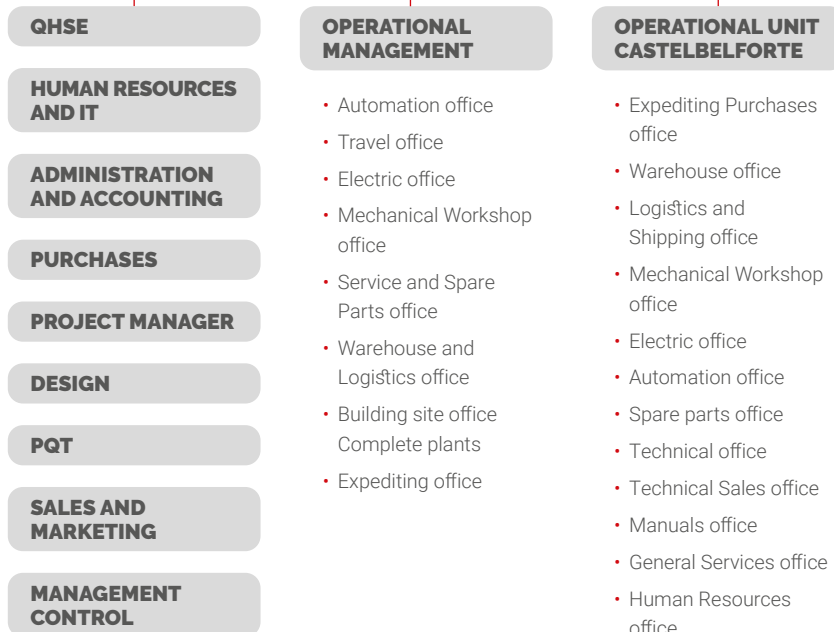 QHSE
HUMAN RESOURCES
AND IT
ADMINISTRATION
AND ACCOUNTING
PURCHASES
PROJECT MANAGER
DESIGN
PQT
SALES AND
MARKETING
MANAGEMENT
CONTROL
OPERATIONAL
MANAGEMENT
• Automation office
• Travel office
• Electric office
• Mechanical Workshop
office
• Service and Spare
Parts office
• Warehouse and
Logistics office
• Building site office
Complete plants
• Expediting office
OPERATIONAL UNIT
CASTELBELFORTE
• Expediting Purchases
office
• Warehouse office
• Logistics and
Shipping office
• Mechanical Workshop
office
• Electric office
• Automation office
• Spare parts office
• Technical office
• Technical Sales office
• Manuals office
• General Services office
• Human Resources
office